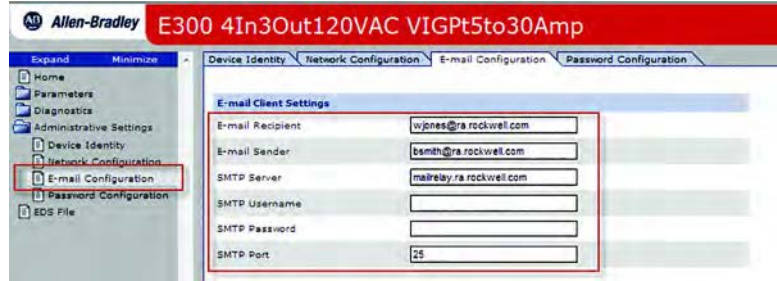 AB Allen-Bradley E300 4In3Out120VAC VIGPt5to30Amp
Expand Minimize
Home
Parameters
Diagnostics
Administrative Settings
Device Identity
Network Configuration
E-mail Configuration
Password Configuration
EDS File
Device Identity Network Configuration E-mail Configuration Password Configuration
E-mail Client Settings
E-mail Recipient wjones@ra.rockwell.com
E-mail Sender bsmith@ra.rockwell.com
SMTP Server mailrelay.ra.rockwell.com
SMTP Username
SMTP Password
SMTP Port 25